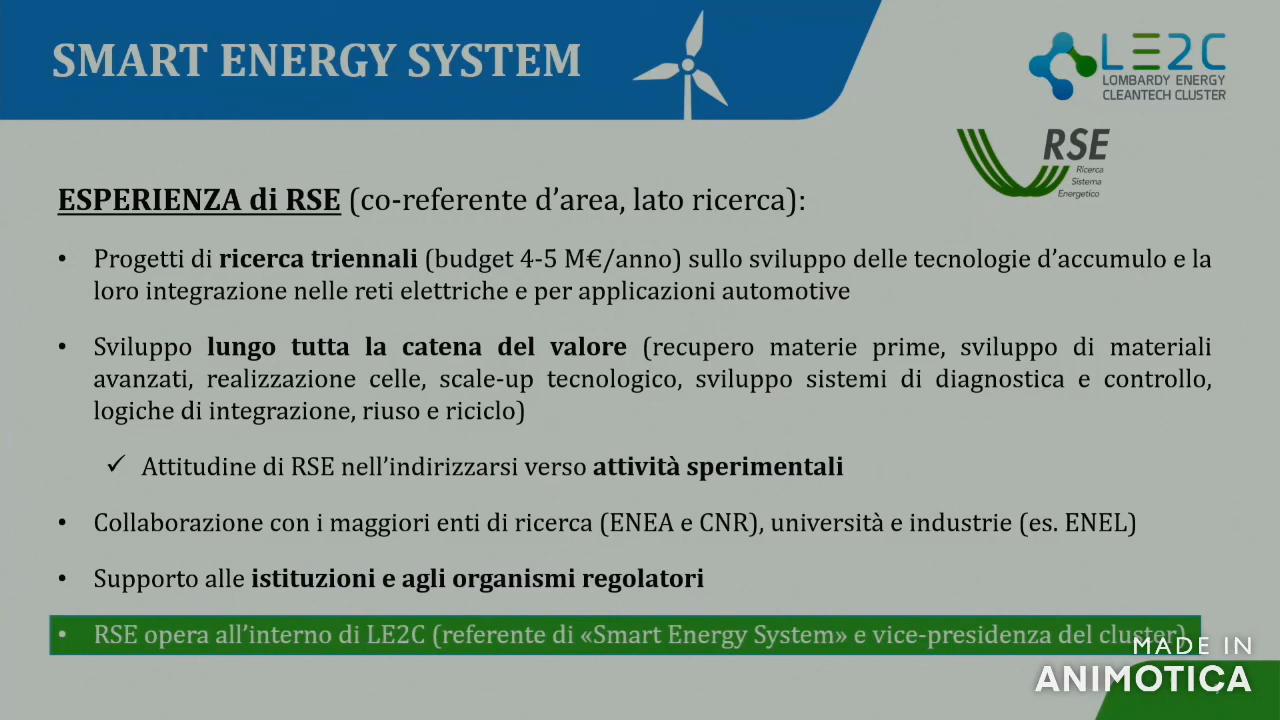 SMART ENERGY SYSTEM
LE2C
LOMBARDY ENERGY
CLEANTECH CLUSTER
RSE
Ricerca
Sistema
Energetico
ESPERIENZA di RSE (co-referente d’area, lato ricerca):
• Progetti di ricerca triennali (budget 4-5 M€/anno) sullo sviluppo delle tecnologie d’accumulo e la
loro integrazione nelle reti elettriche e per applicazioni automotive
• Sviluppo lungo tutta la catena del valore (recupero materie prime, sviluppo di materiali
avanzati, realizzazione celle, scale-up tecnologico, sviluppo sistemi di diagnostica e controllo,
logiche di integrazione, riuso e riciclo)
✓ Attitudine di RSE nell’indirizzarsi verso attività sperimentali
• Collaborazione con i maggiori enti di ricerca (ENEA e CNR), università e industrie (es. ENEL)
• Supporto alle istituzioni e agli organismi regolatori
• RSE opera all’interno di LE2C (referente di «Smart Energy System» e vice-presidenza del cluster)
MADE IN
ANIMOTICA